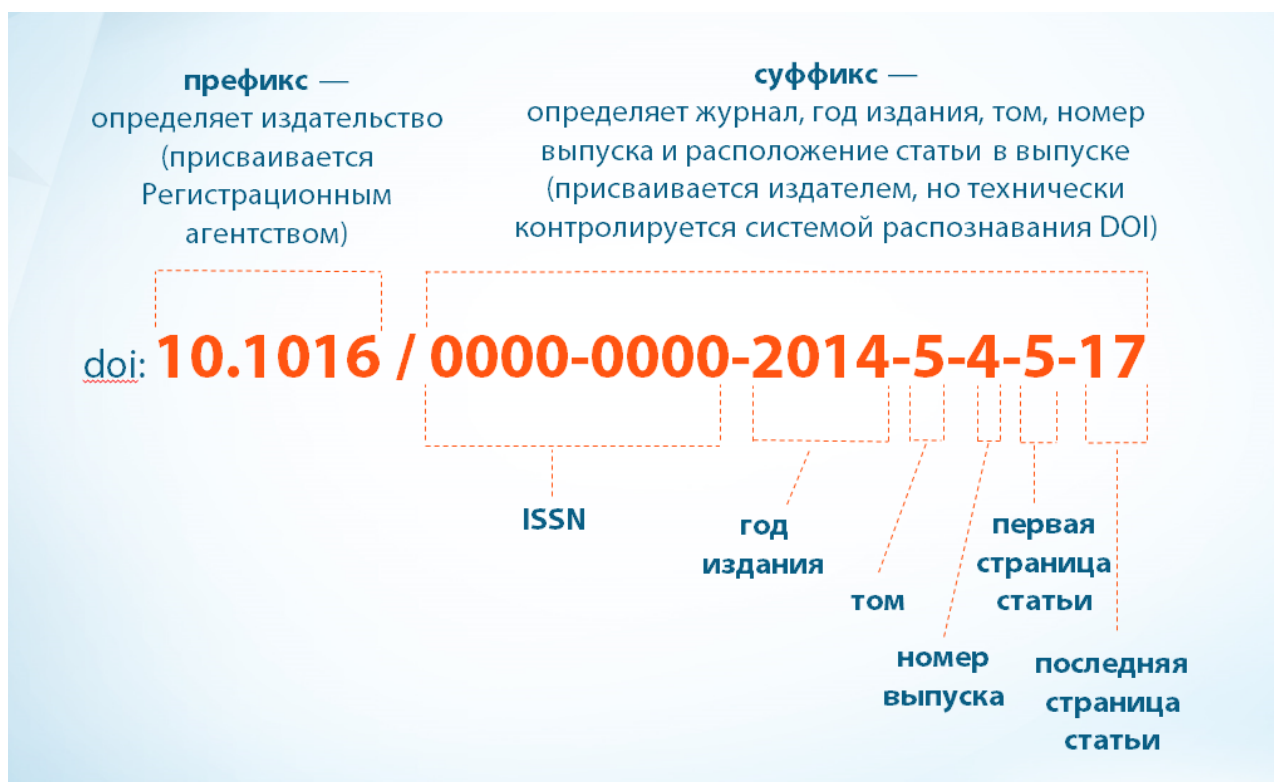 префикс —
определяет издательство
(присваивается
Регистрационным
агентством)
суффикс —
определяет журнал, год издания, том, номер
выпуска и расположение статьи в выпуске
(присваивается издателем, но технически
контролируется системой распознавания DOI)
doi: 10.1016 / 0000-0000-2014-5-4-5-17
ISSN
год
издания
том
номер
выпуска
первая
страница
статьи
последняя
страница
статьи